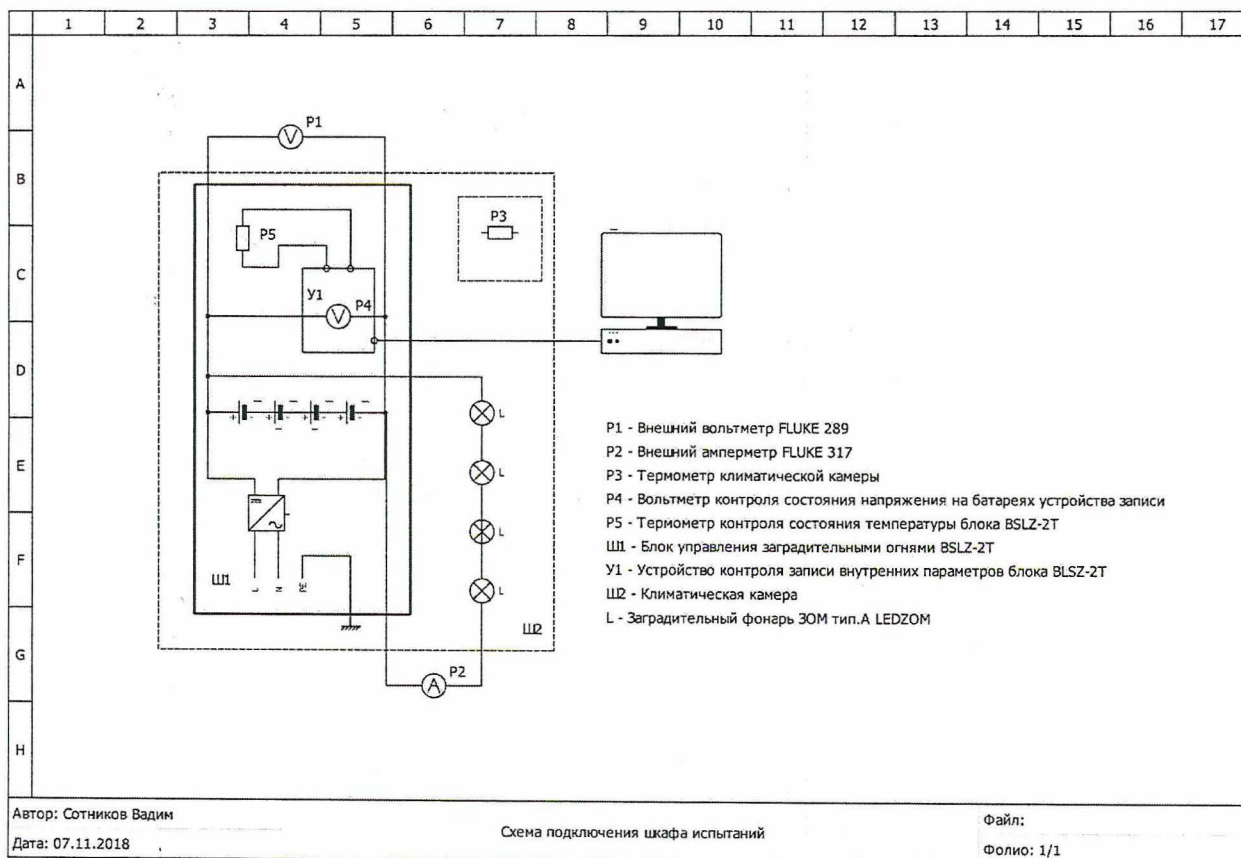 1 2 3 4 5 6 7 8 9 10 11 12 13 14 15 16 17
A
B
C
D
E
F
G
H
P1
V
P3
P5
У1
P4
V
+ - + - + - + -
L
L
L
L
Ш1
L N PE
Ш2
P2
A
P1 - Внешний вольтметр FLUKE 289
P2 - Внешний амперметр FLUKE 317
P3 - Термометр климатической камеры
P4 - Вольтметр контроля состояния напряжения на батареях устройства записи
P5 - Термометр контроля состояния температуры блока BSLZ-2T
Ш1 - Блок управления заградительными огнями BSLZ-2T
У1 - Устройство контроля записи внутренних параметров блока BLSZ-2T
Ш2 - Климатическая камера
L - Заградительный фонарь ЗОМ тип.А LEDZOM
Автор: Сотников Вадим
Дата: 07.11.2018
Схема подключения шкафа испытаний
Файл:
Фолио: 1/1